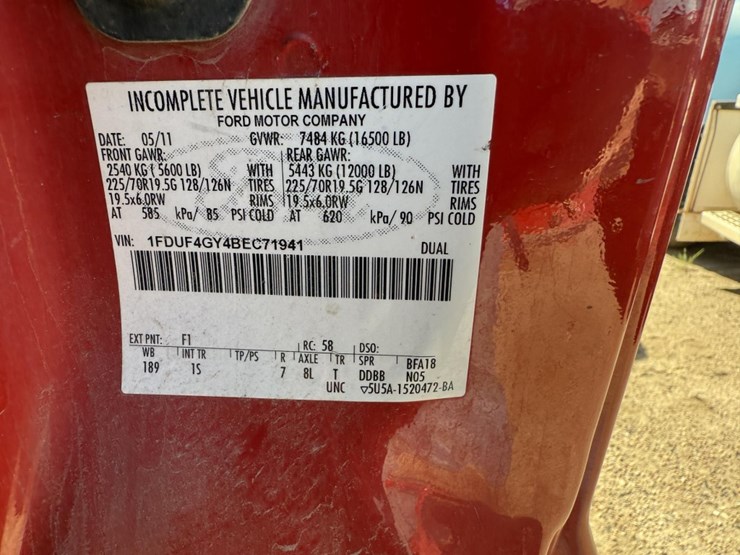 INCOMPLETE VEHICLE MANUFACTURED BY
FORD MOTOR COMPANY
DATE: 05/11 GVWR: 7484 KG (16500 LB)
FRONT GAWR: REAR GAWR:
2540 KG ( 5600 LB) WITH 5443 KG (12000 LB) WITH
225/70R19.5G 128/126N TIRES 225/70R19.5G 128/126N TIRES
19.5x6.0RW RIMS 19.5x6.0RW RIMS
AT 585 kPa/ 85 PSI COLD AT 620 kPa/ 90 PSI COLD
VIN: 1FDUF4GY4BEC71941 DUAL
EXT PNT: F1 RC: 58 DSO:
WB INT TR TP/PS R AXLE TR SPR BFA18
189 1S 7 8L T DDBB N05
UNC ▽5U5A-1520472-BA